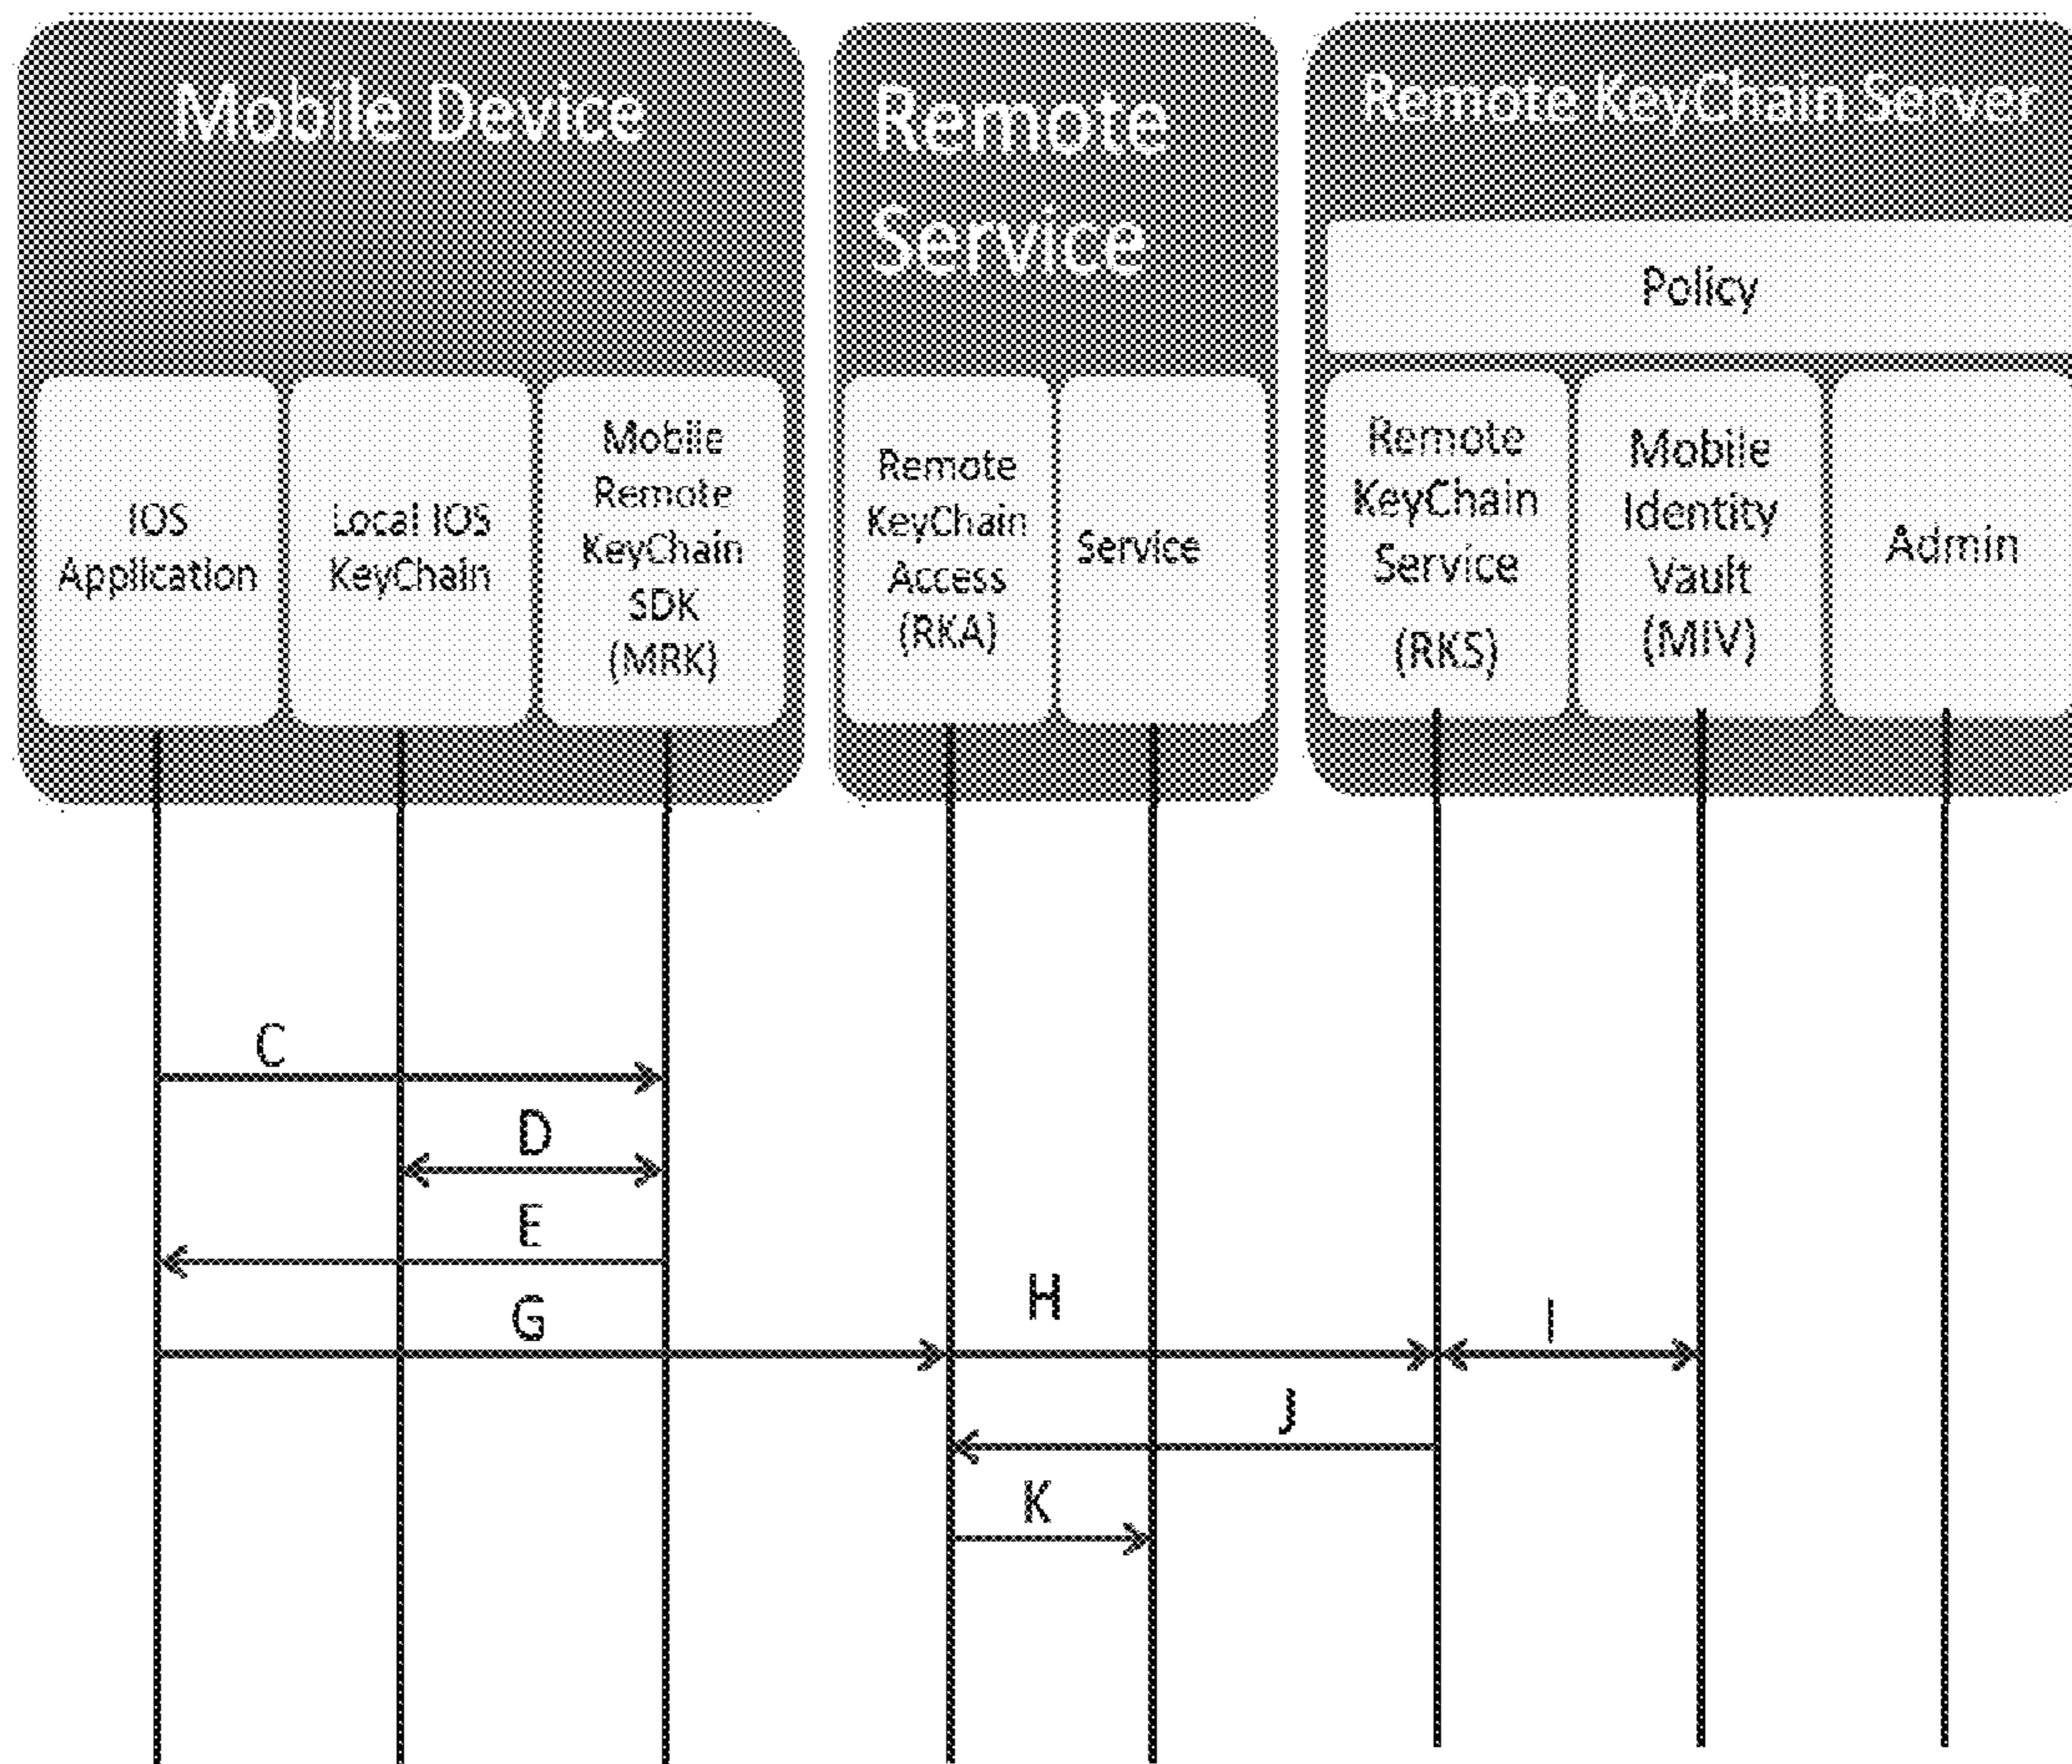 Mobile Device
Remote
Service
Remote KeyChain Server
Policy
IOS
Application
Local IOS
KeyChain
Mobile
Remote
KeyChain
SDK
(MRK)
Remote
KeyChain
Access
(RKA)
Service
Remote
KeyChain
Service
(RKS)
Mobile
Identity
Vault
(MIV)
Admin
C
D
E
G
H
I
J
K